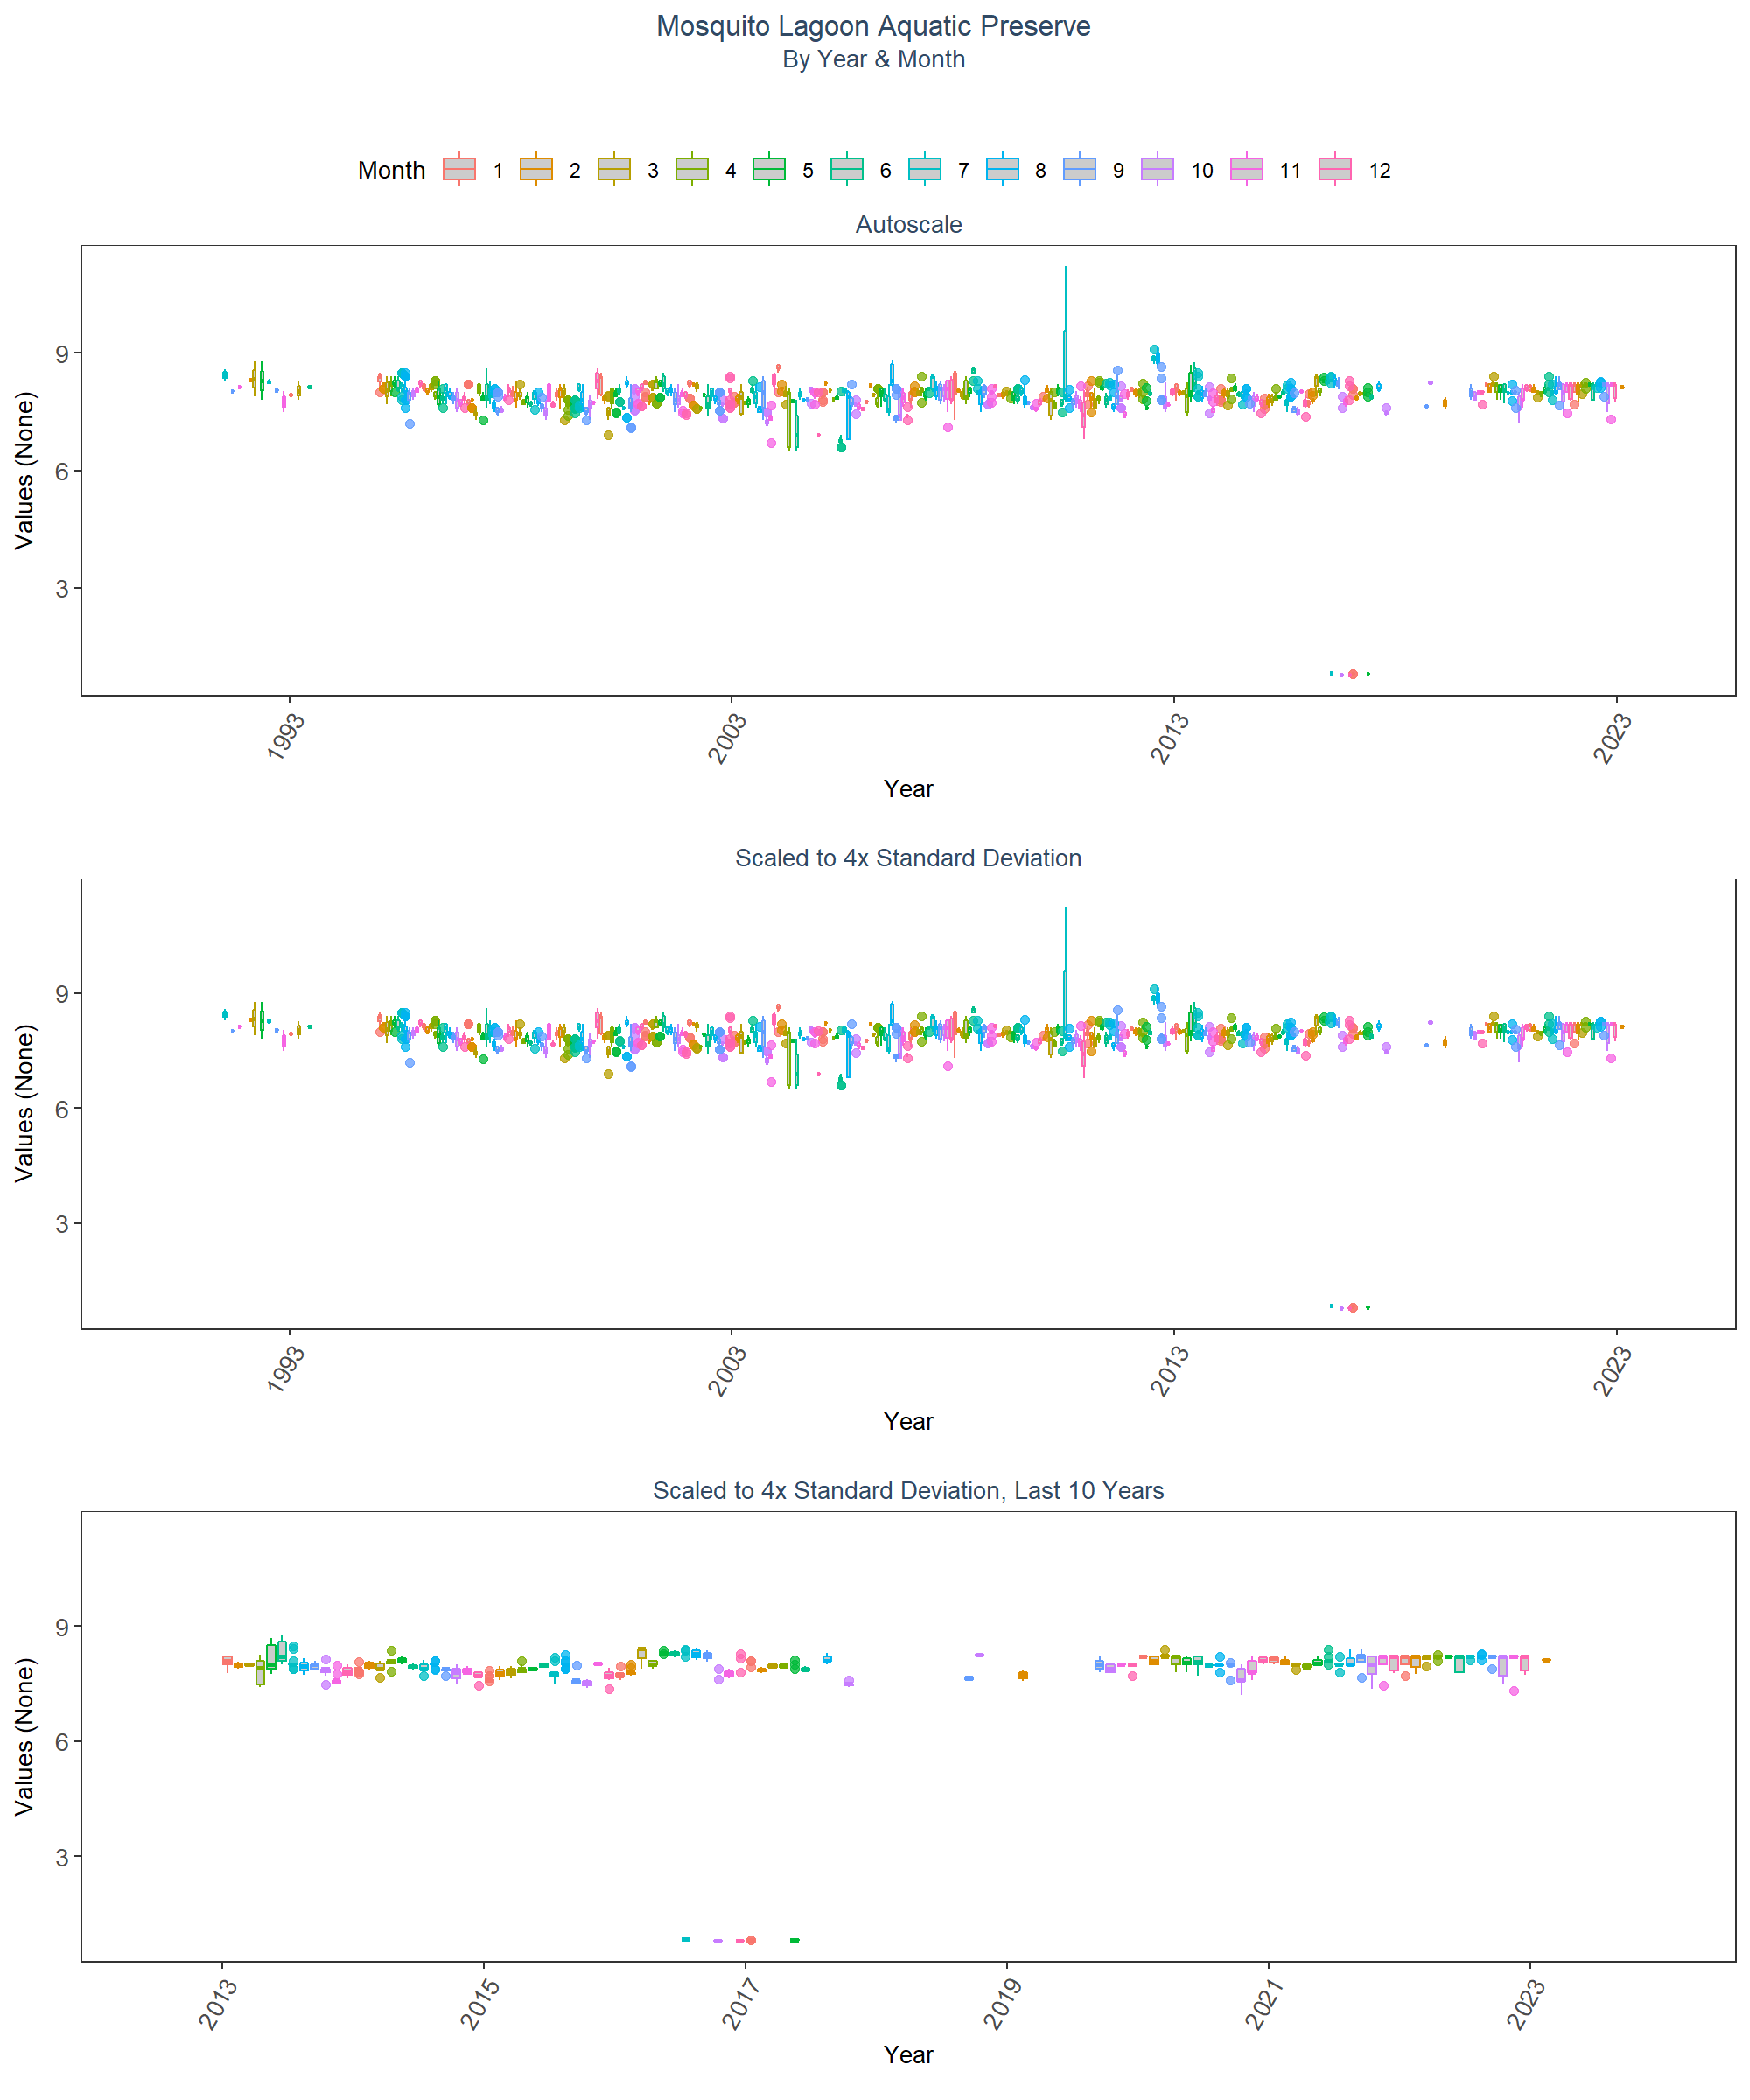 Mosquito Lagoon Aquatic Preserve
By Year & Month
Month 1 2 3 4 5 6 7 8 9 10 11 12
Autoscale
Values (None)
9
6
3
1993 2003 2013 2023
Year
Scaled to 4x Standard Deviation
Values (None)
9
6
3
1993 2003 2013 2023
Year
Scaled to 4x Standard Deviation, Last 10 Years
Values (None)
9
6
3
2013 2015 2017 2019 2021 2023
Year